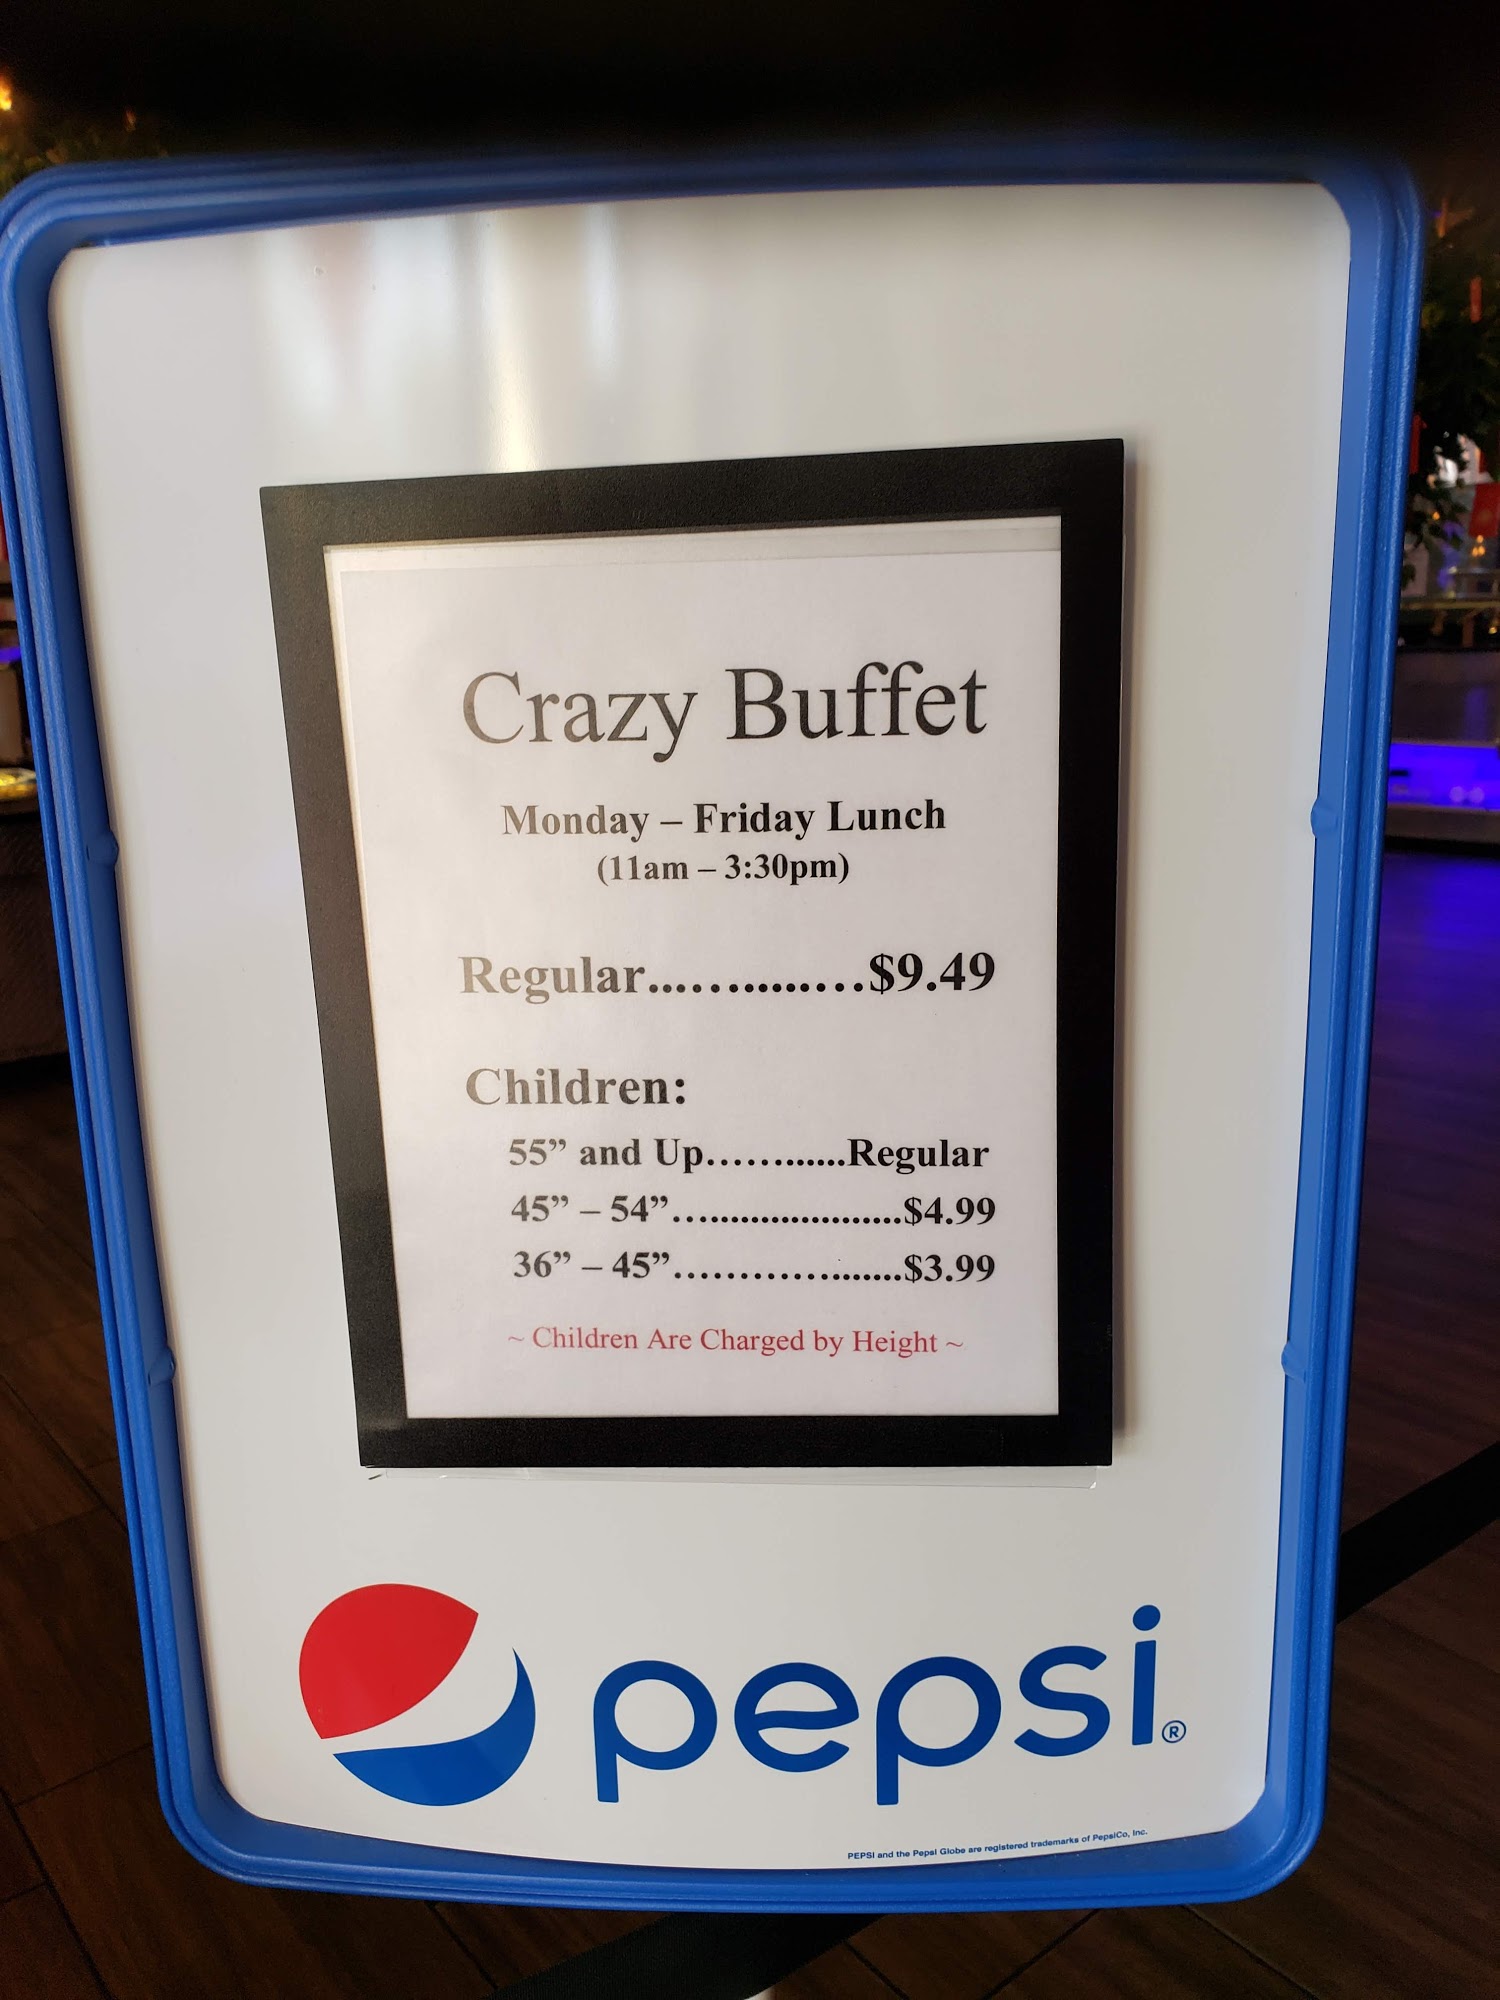 Crazy Buffet
Monday – Friday Lunch
(11am – 3:30pm)
Regular...…......…$9.49
Children:
55” and Up……......Regular
45” – 54”…......................$4.99
36” – 45”………….......$3.99
~ Children Are Charged by Height ~
pepsi®
PEPSI and the Pepsi Globe are registered trademarks of PepsiCo, Inc.